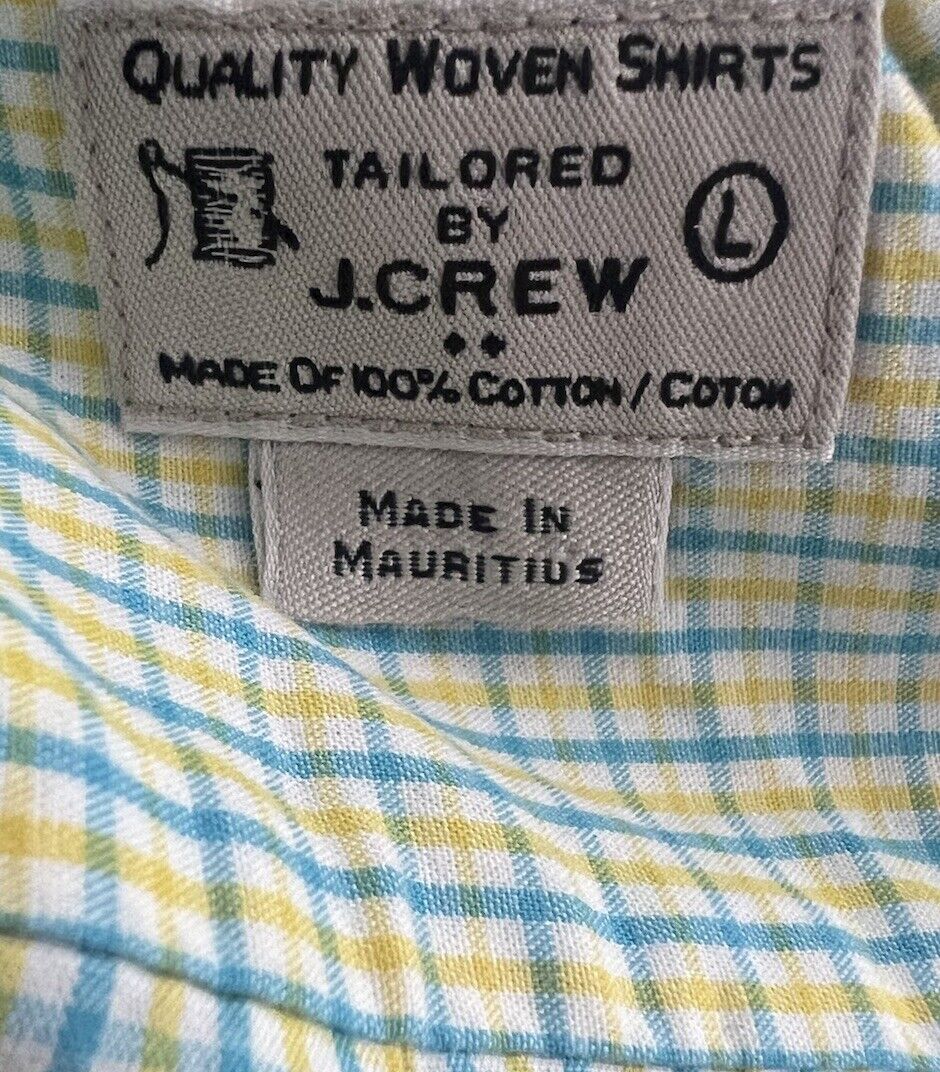 QUALITY WOVEN SHIRTS
TAILORED
BY
L
J.CREW
MADE OF 100% COTTON / COTON
MADE IN
MAURITIUS